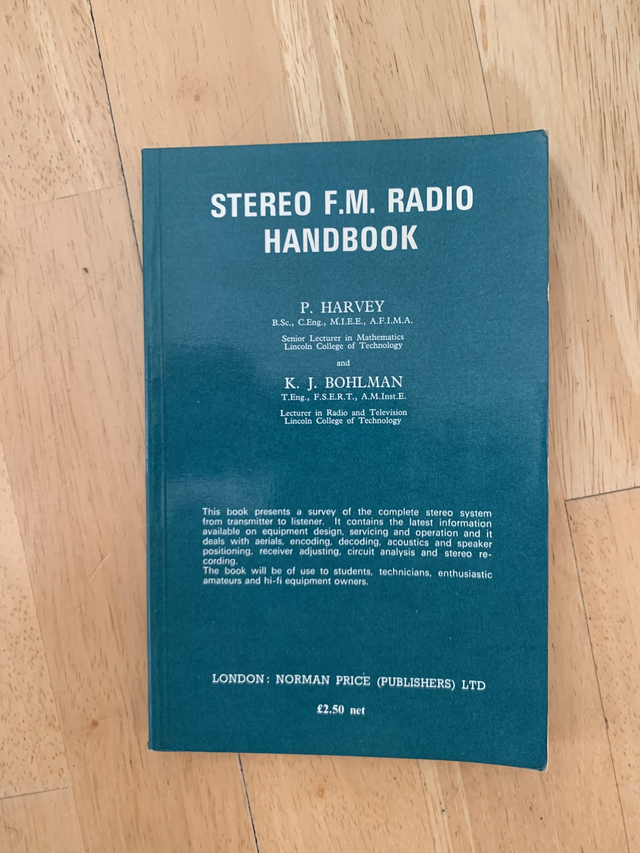 STEREO F.M. RADIO
HANDBOOK
P. HARVEY
B.Sc., C.Eng., M.I.E.E., A.F.I.M.A.
Senior Lecturer in Mathematics
Lincoln College of Technology
and
K. J. BOHLMAN
T.Eng., F.S.E.R.T., A.M.Inst.E.
Lecturer in Radio and Television
Lincoln College of Technology
This book presents a survey of the complete stereo system
from transmitter to listener. It contains the latest information
available on equipment design, servicing and operation and it
deals with aerials, encoding, decoding, acoustics and speaker
positioning, receiver adjusting, circuit analysis and stereo re-
cording.
The book will be of use to students, technicians, enthusiastic
amateurs and hi-fi equipment owners.
LONDON: NORMAN PRICE (PUBLISHERS) LTD
£2.50 net